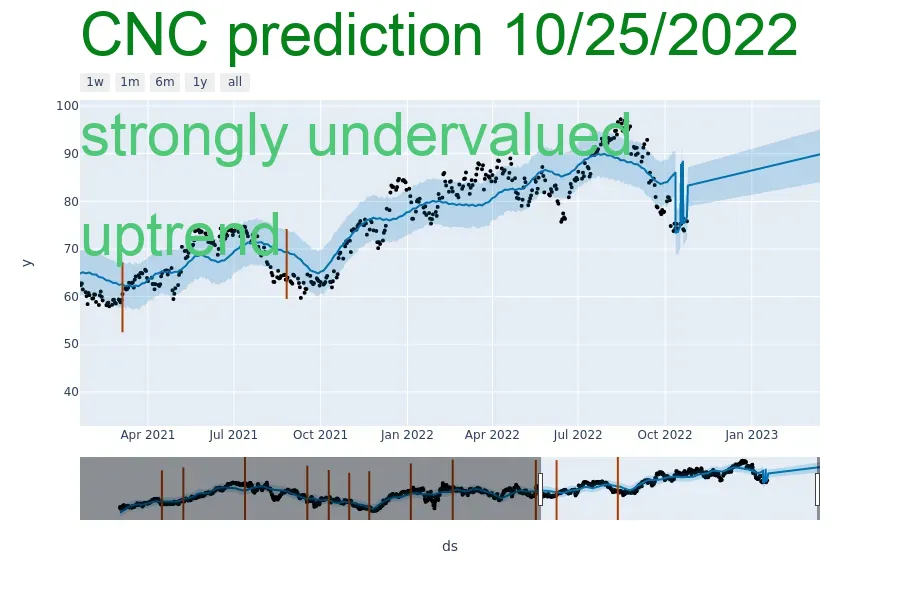 CNC prediction 10/25/2022
1w 1m 6m 1y all
strongly undervalued
uptrend
100
90
80
70
60
50
40
y
Apr 2021 Jul 2021 Oct 2021 Jan 2022 Apr 2022 Jul 2022 Oct 2022 Jan 2023
ds